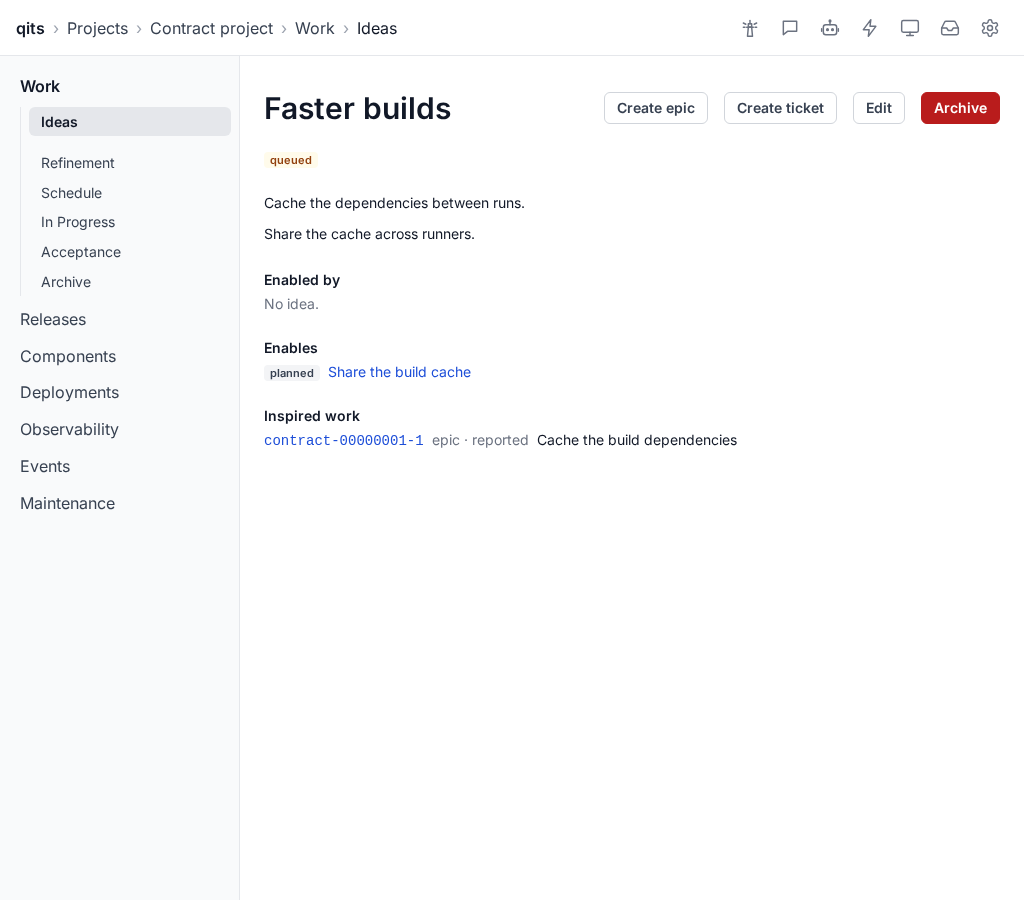 qits › Projects › Contract project › Work › Ideas
Work
Ideas
Refinement
Schedule
In Progress
Acceptance
Archive
Releases
Components
Deployments
Observability
Events
Maintenance
Faster builds
Create epic
Create ticket
Edit
Archive
queued
Cache the dependencies between runs.
Share the cache across runners.
Enabled by
No idea.
Enables
planned Share the build cache
Inspired work
contract-00000001-1 epic · reported Cache the build dependencies